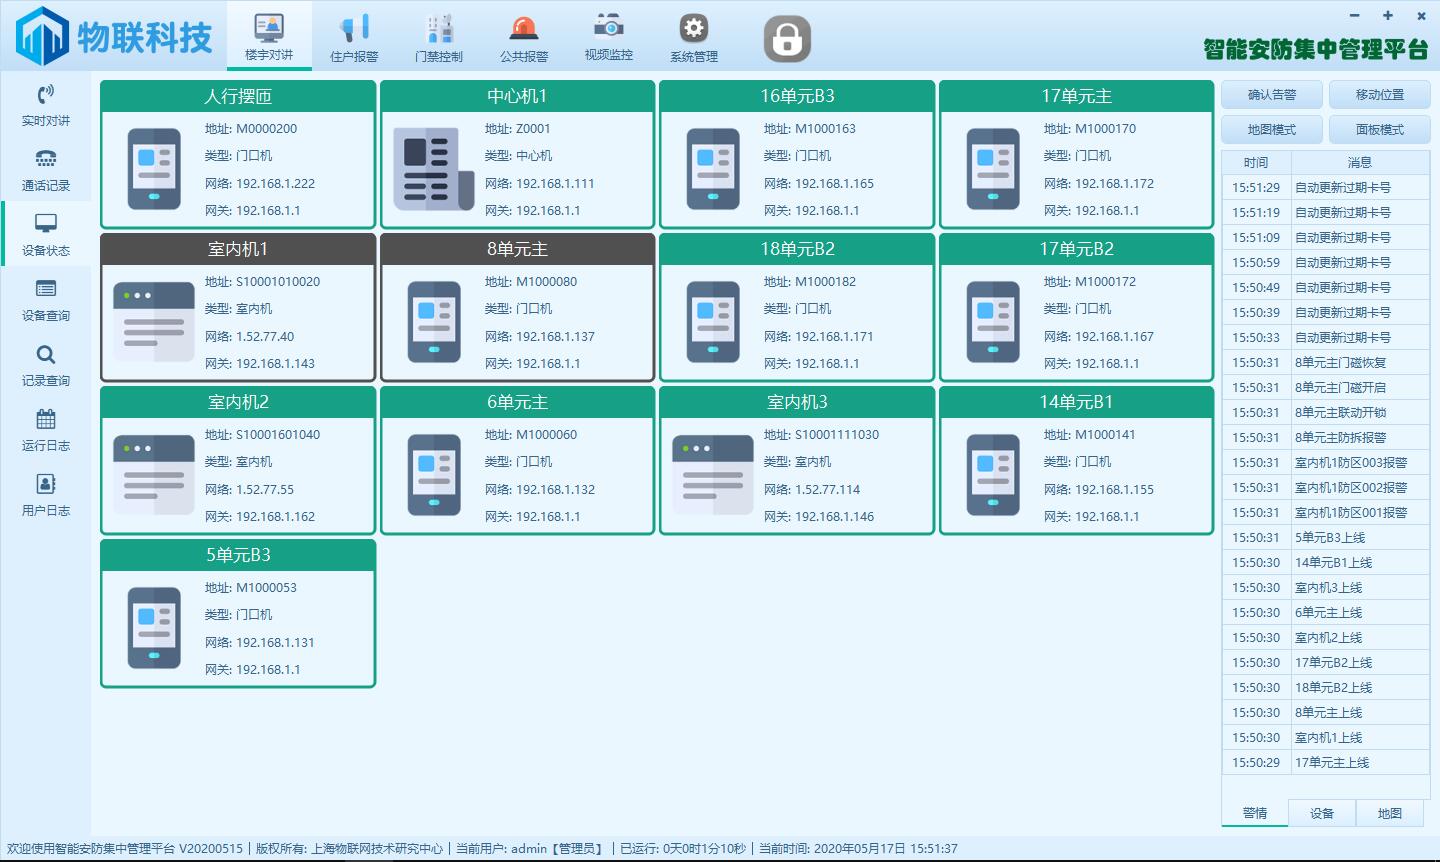 物联科技
楼宇对讲
住户报警
门禁控制
公共报警
视频监控
系统管理
智能安防集中管理平台
实时对讲
通话记录
设备状态
设备查询
记录查询
运行日志
用户日志
人行摆匝
地址: M0000200
类型: 门口机
网络: 192.168.1.222
网关: 192.168.1.1
中心机1
地址: Z0001
类型: 中心机
网络: 192.168.1.111
网关: 192.168.1.1
16单元B3
地址: M1000163
类型: 门口机
网络: 192.168.1.165
网关: 192.168.1.1
17单元主
地址: M1000170
类型: 门口机
网络: 192.168.1.172
网关: 192.168.1.1
室内机1
地址: S10001010020
类型: 室内机
网络: 1.52.77.40
网关: 192.168.1.143
8单元主
地址: M1000080
类型: 门口机
网络: 192.168.1.137
网关: 192.168.1.1
18单元B2
地址: M1000182
类型: 门口机
网络: 192.168.1.171
网关: 192.168.1.1
17单元B2
地址: M1000172
类型: 门口机
网络: 192.168.1.167
网关: 192.168.1.1
室内机2
地址: S10001601040
类型: 室内机
网络: 1.52.77.55
网关: 192.168.1.162
6单元主
地址: M1000060
类型: 门口机
网络: 192.168.1.132
网关: 192.168.1.1
室内机3
地址: S10001111030
类型: 室内机
网络: 1.52.77.114
网关: 192.168.1.146
14单元B1
地址: M1000141
类型: 门口机
网络: 192.168.1.155
网关: 192.168.1.1
5单元B3
地址: M1000053
类型: 门口机
网络: 192.168.1.131
网关: 192.168.1.1
确认告警 移动位置
地图模式 面板模式
时间 消息
15:51:29 自动更新过期卡号
15:51:19 自动更新过期卡号
15:51:09 自动更新过期卡号
15:50:59 自动更新过期卡号
15:50:49 自动更新过期卡号
15:50:39 自动更新过期卡号
15:50:33 自动更新过期卡号
15:50:31 8单元主门磁恢复
15:50:31 8单元主门磁开启
15:50:31 8单元主联动开锁
15:50:31 8单元主防拆报警
15:50:31 室内机1防区003报警
15:50:31 室内机1防区002报警
15:50:31 室内机1防区001报警
15:50:31 5单元B3上线
15:50:30 14单元B1上线
15:50:30 室内机3上线
15:50:30 6单元主上线
15:50:30 室内机2上线
15:50:30 17单元B2上线
15:50:30 18单元B2上线
15:50:30 8单元主上线
15:50:30 室内机1上线
15:50:29 17单元主上线
警情 设备 地图
欢迎使用智能安防集中管理平台 V20200515 | 版权所有: 上海物联网技术研究中心 | 当前用户: admin【管理员】 | 已运行: 0天0时1分10秒 | 当前时间: 2020年05月17日 15:51:37